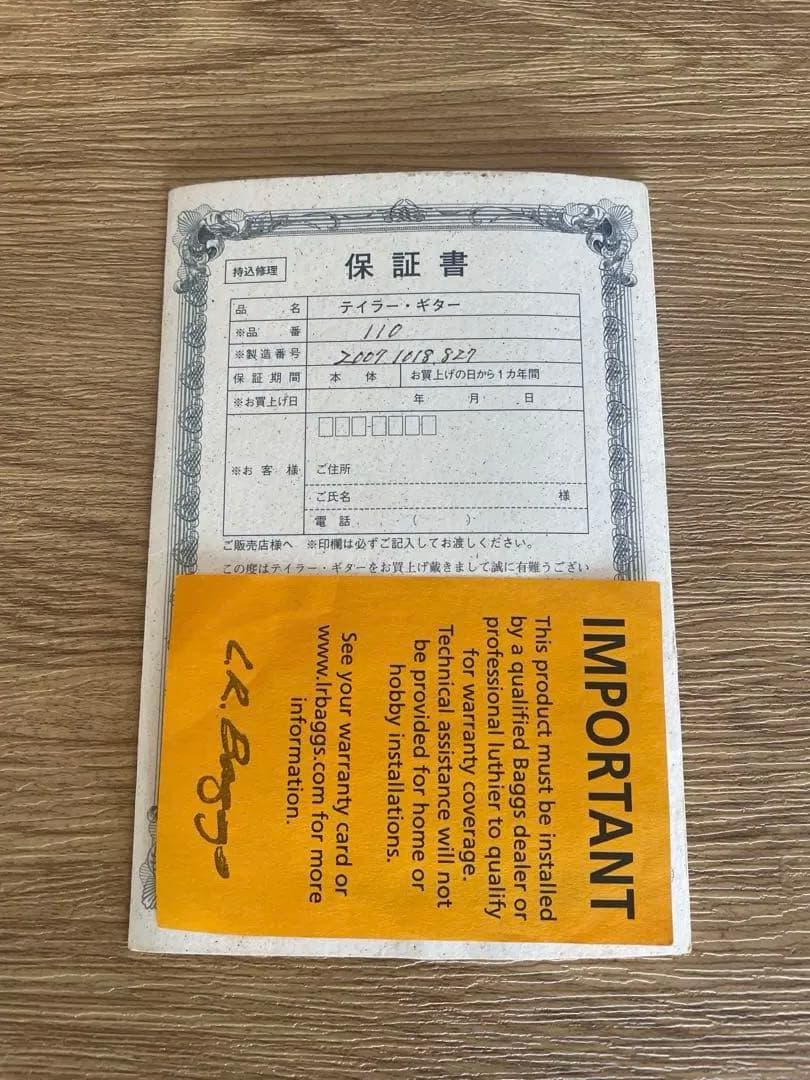 持込修理
保証書
品名 テイラー・ギター
※品番 110
※製造番号 20071018827
保証期間 本体 お買上げの日から1カ年間
※お買上げ日 年 月 日
※お客様
ご住所
ご氏名 様
電話 ( )
ご販売店様へ ※印欄は必ずご記入してお渡しください。
この度はテイラー・ギターをお買上げ戴きまして誠に有難うござい
IMPORTANT
This product must be installed
by a qualified Baggs dealer or
professional luthier to qualify
for warranty coverage.
Technical assistance will not
be provided for home or
hobby installations.
See your warranty card or
www.lrbaggs.com for more
information.
L.R. Baggs